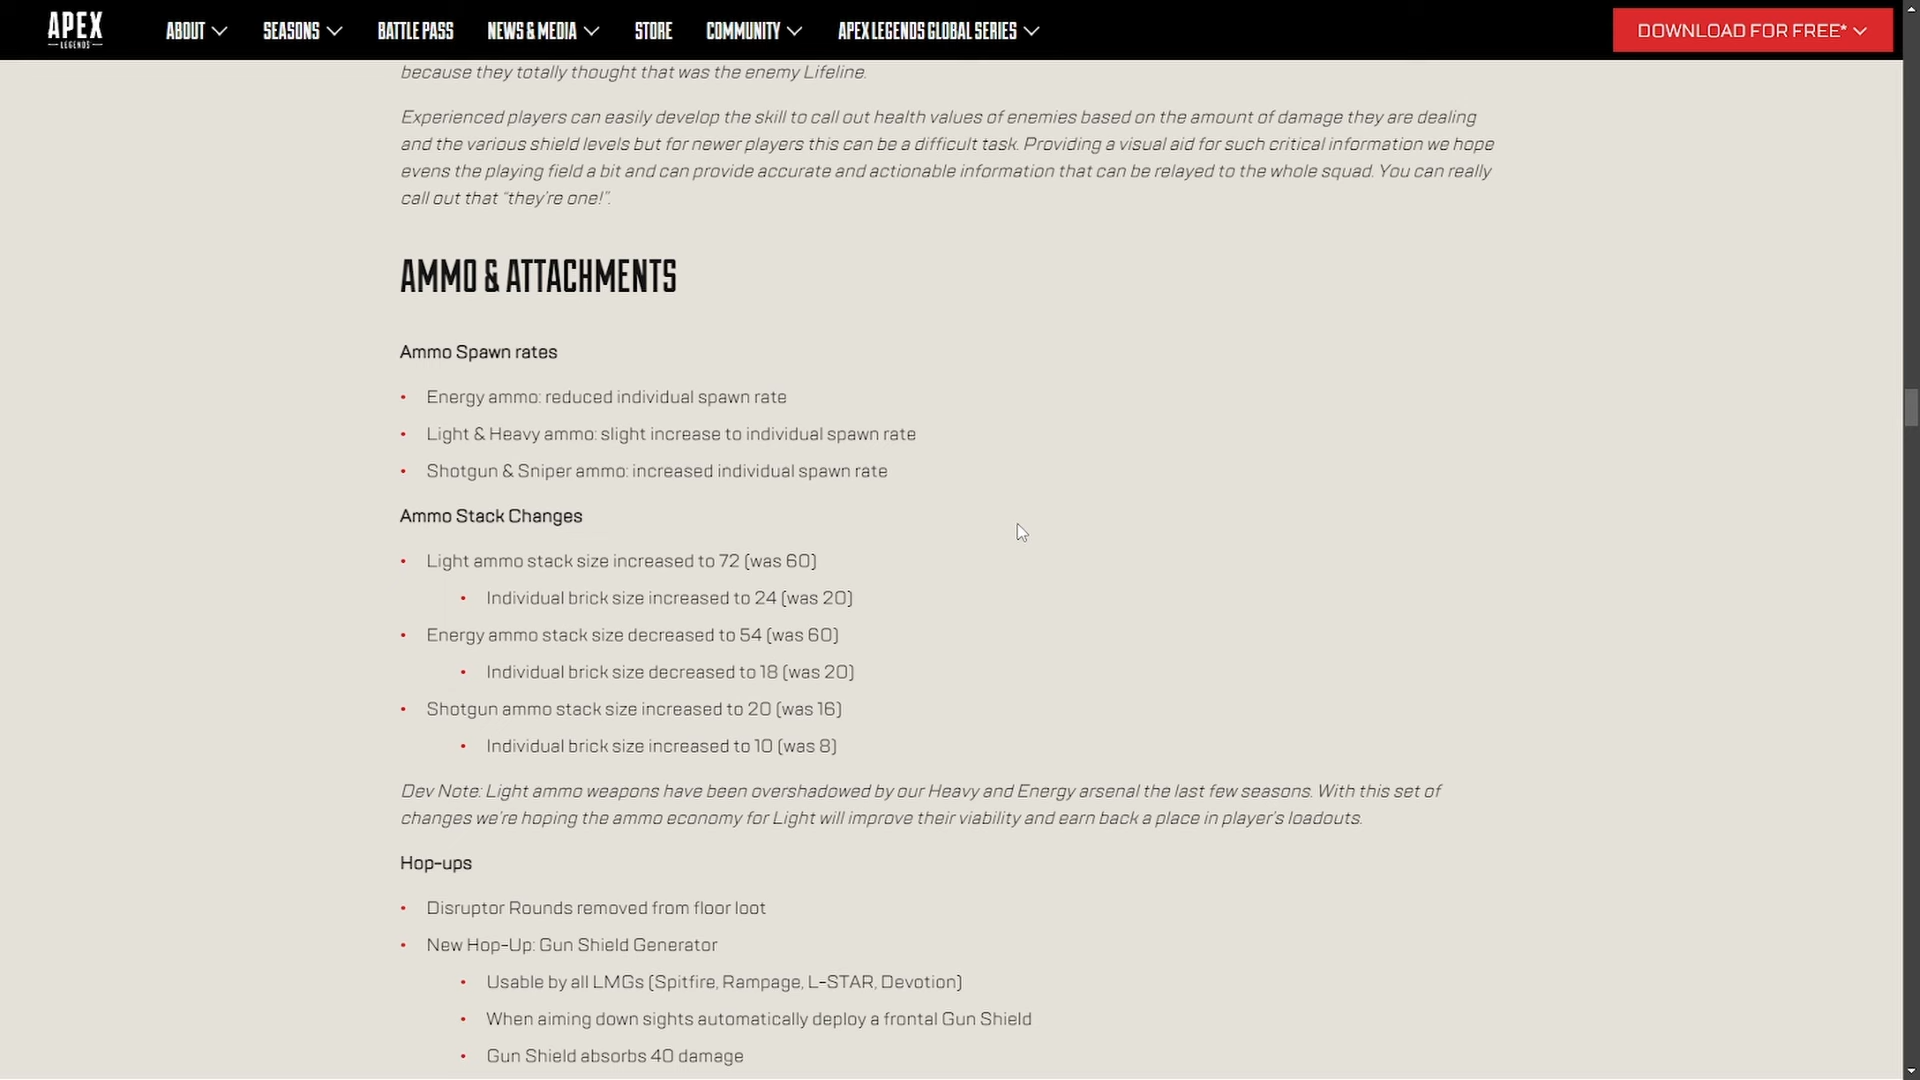 APEX
LEGENDS
ABOUT
SEASONS
BATTLE PASS
NEWS & MEDIA
STORE
COMMUNITY
APEX LEGENDS GLOBAL SERIES
DOWNLOAD FOR FREE*
because they totally thought that was the enemy Lifeline.
Experienced players can easily develop the skill to call out health values of enemies based on the amount of damage they are dealing
and the various shield levels but for newer players this can be a difficult task. Providing a visual aid for such critical information we hope
evens the playing field a bit and can provide accurate and actionable information that can be relayed to the whole squad. You can really
call out that “they’re one!”.
AMMO & ATTACHMENTS
Ammo Spawn rates
• Energy ammo: reduced individual spawn rate
• Light & Heavy ammo: slight increase to individual spawn rate
• Shotgun & Sniper ammo: increased individual spawn rate
Ammo Stack Changes
• Light ammo stack size increased to 72 (was 60)
• Individual brick size increased to 24 (was 20)
• Energy ammo stack size decreased to 54 (was 60)
• Individual brick size decreased to 18 (was 20)
• Shotgun ammo stack size increased to 20 (was 16)
• Individual brick size increased to 10 (was 8)
Dev Note: Light ammo weapons have been overshadowed by our Heavy and Energy arsenal the last few seasons. With this set of
changes we’re hoping the ammo economy for Light will improve their viability and earn back a place in player’s loadouts.
Hop-ups
• Disruptor Rounds removed from floor loot
• New Hop-Up: Gun Shield Generator
• Usable by all LMGs (Spitfire, Rampage, L-STAR, Devotion)
• When aiming down sights automatically deploy a frontal Gun Shield
• Gun Shield absorbs 40 damage